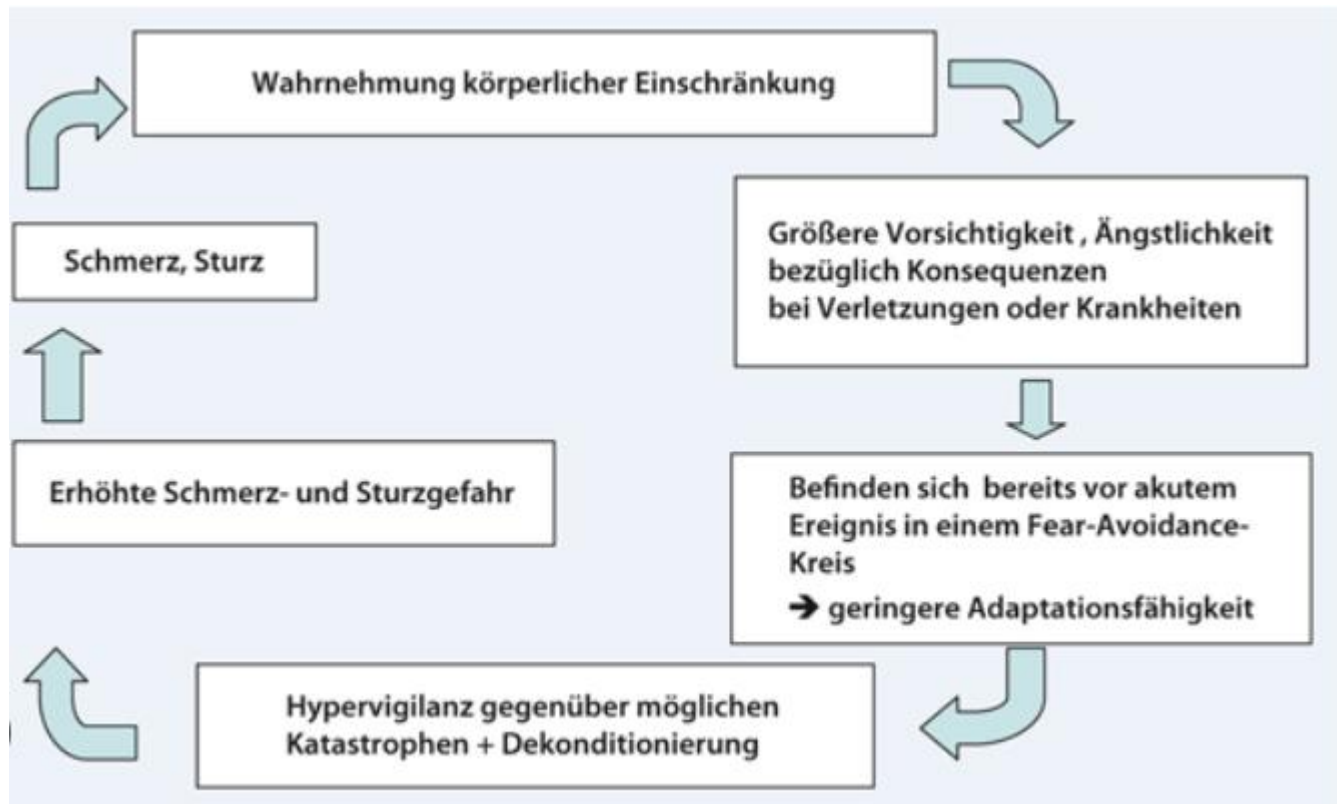 Wahrnehmung körperlicher Einschränkung
Größere Vorsichtigkeit , Ängstlichkeit
bezüglich Konsequenzen
bei Verletzungen oder Krankheiten
Befinden sich bereits vor akutem
Ereignis in einem Fear-Avoidance-
Kreis
➔ geringere Adaptationsfähigkeit
Hypervigilanz gegenüber möglichen
Katastrophen + Dekonditionierung
Erhöhte Schmerz- und Sturzgefahr
Schmerz, Sturz